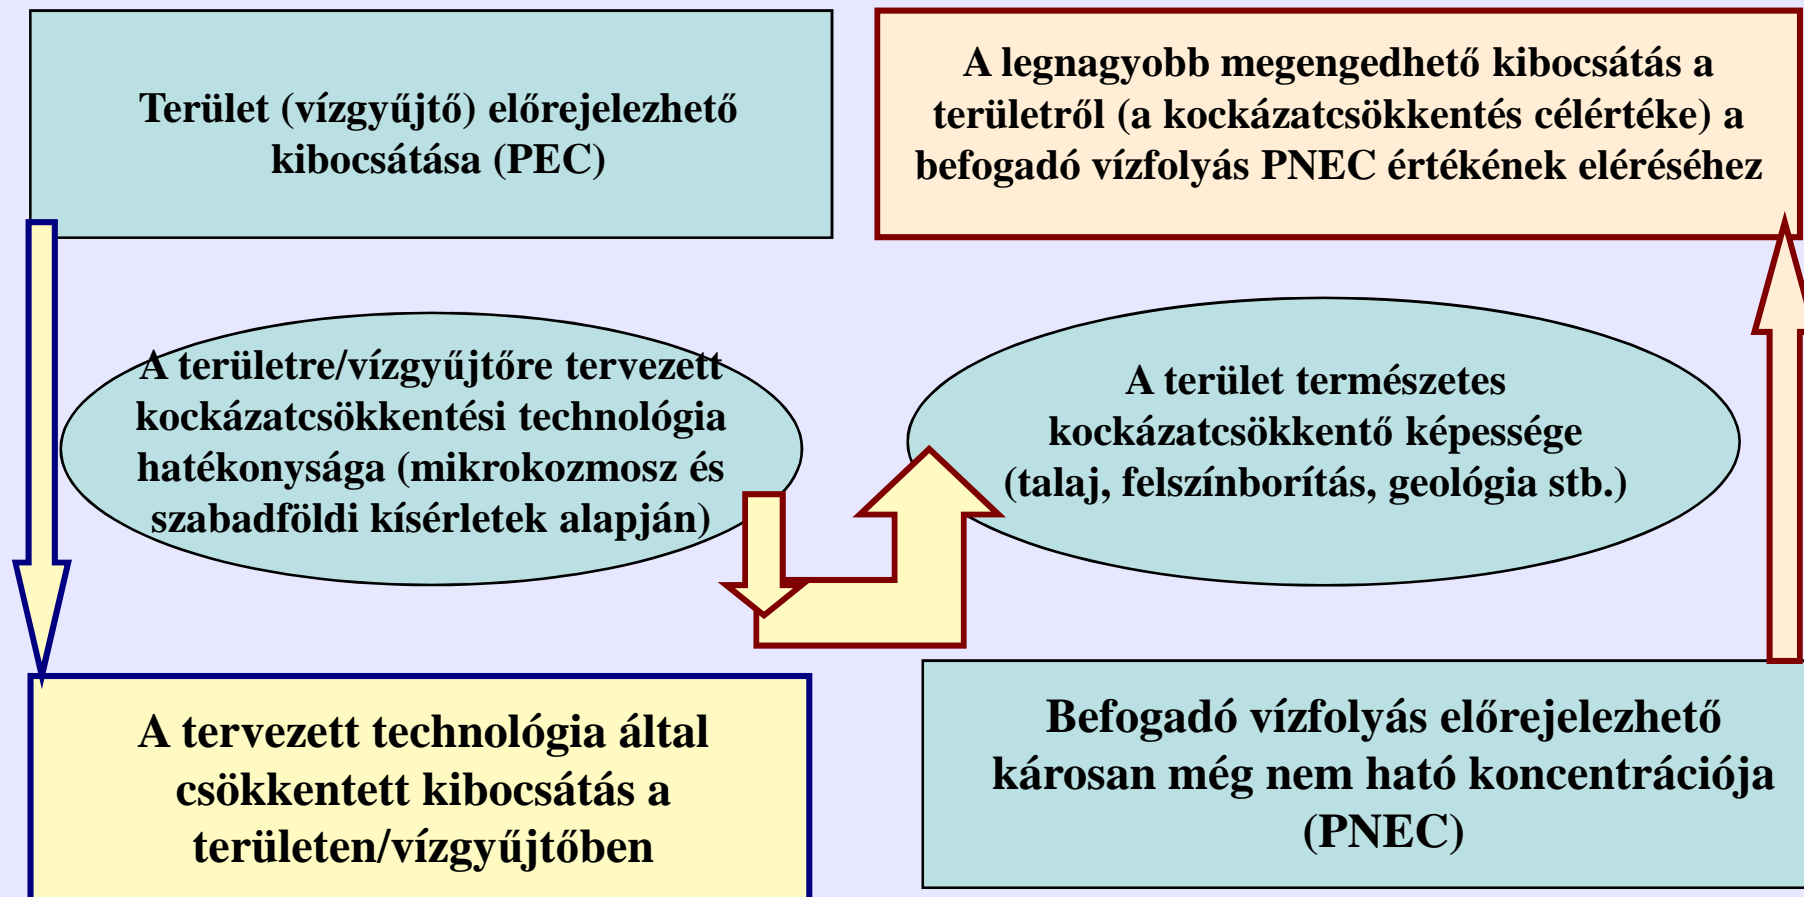 Terület (vízgyűjtő) előrejelezhető
kibocsátása (PEC)
A legnagyobb megengedhető kibocsátás a
területről (a kockázatcsökkentés célértéke) a
befogadó vízfolyás PNEC értékének eléréséhez
A területre/vízgyűjtőre tervezett
kockázatcsökkentési technológia
hatékonysága (mikrokozmosz és
szabadföldi kísérletek alapján)
A terület természetes
kockázatcsökkentő képessége
(talaj, felszínborítás, geológia stb.)
A tervezett technológia által
csökkentett kibocsátás a
területen/vízgyűjtőben
Befogadó vízfolyás előrejelezhető
károsan még nem ható koncentrációja
(PNEC)